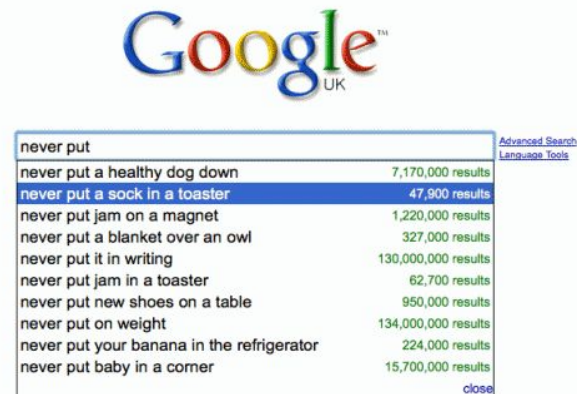 Google™
UK
never put
Advanced Search
Language Tools
never put a healthy dog down 7,170,000 results
never put a sock in a toaster 47,900 results
never put jam on a magnet 1,220,000 results
never put a blanket over an owl 327,000 results
never put it in writing 130,000,000 results
never put jam in a toaster 62,700 results
never put new shoes on a table 950,000 results
never put on weight 134,000,000 results
never put your banana in the refrigerator 224,000 results
never put baby in a corner 15,700,000 results
close